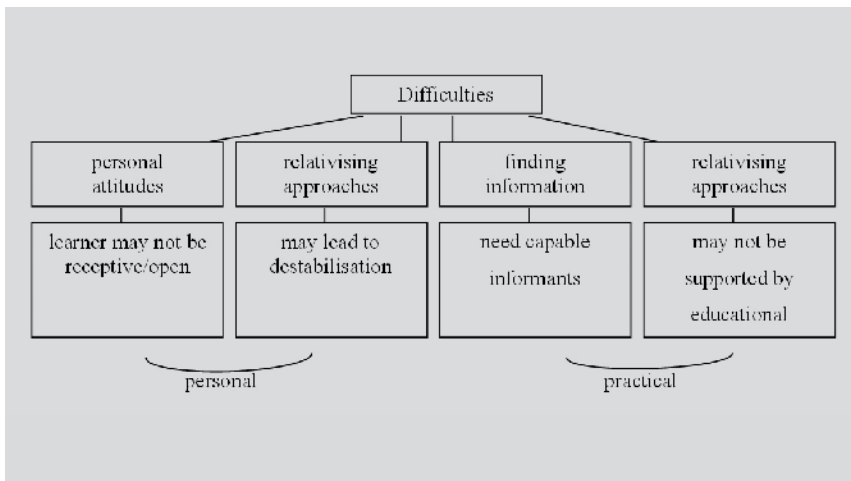 Difficulties
personal
attitudes
relativising
approaches
finding
information
relativising
approaches
learner may not be
receptive/open
may lead to
destabilisation
need capable
informants
may not be
supported by
educational
personal
practical